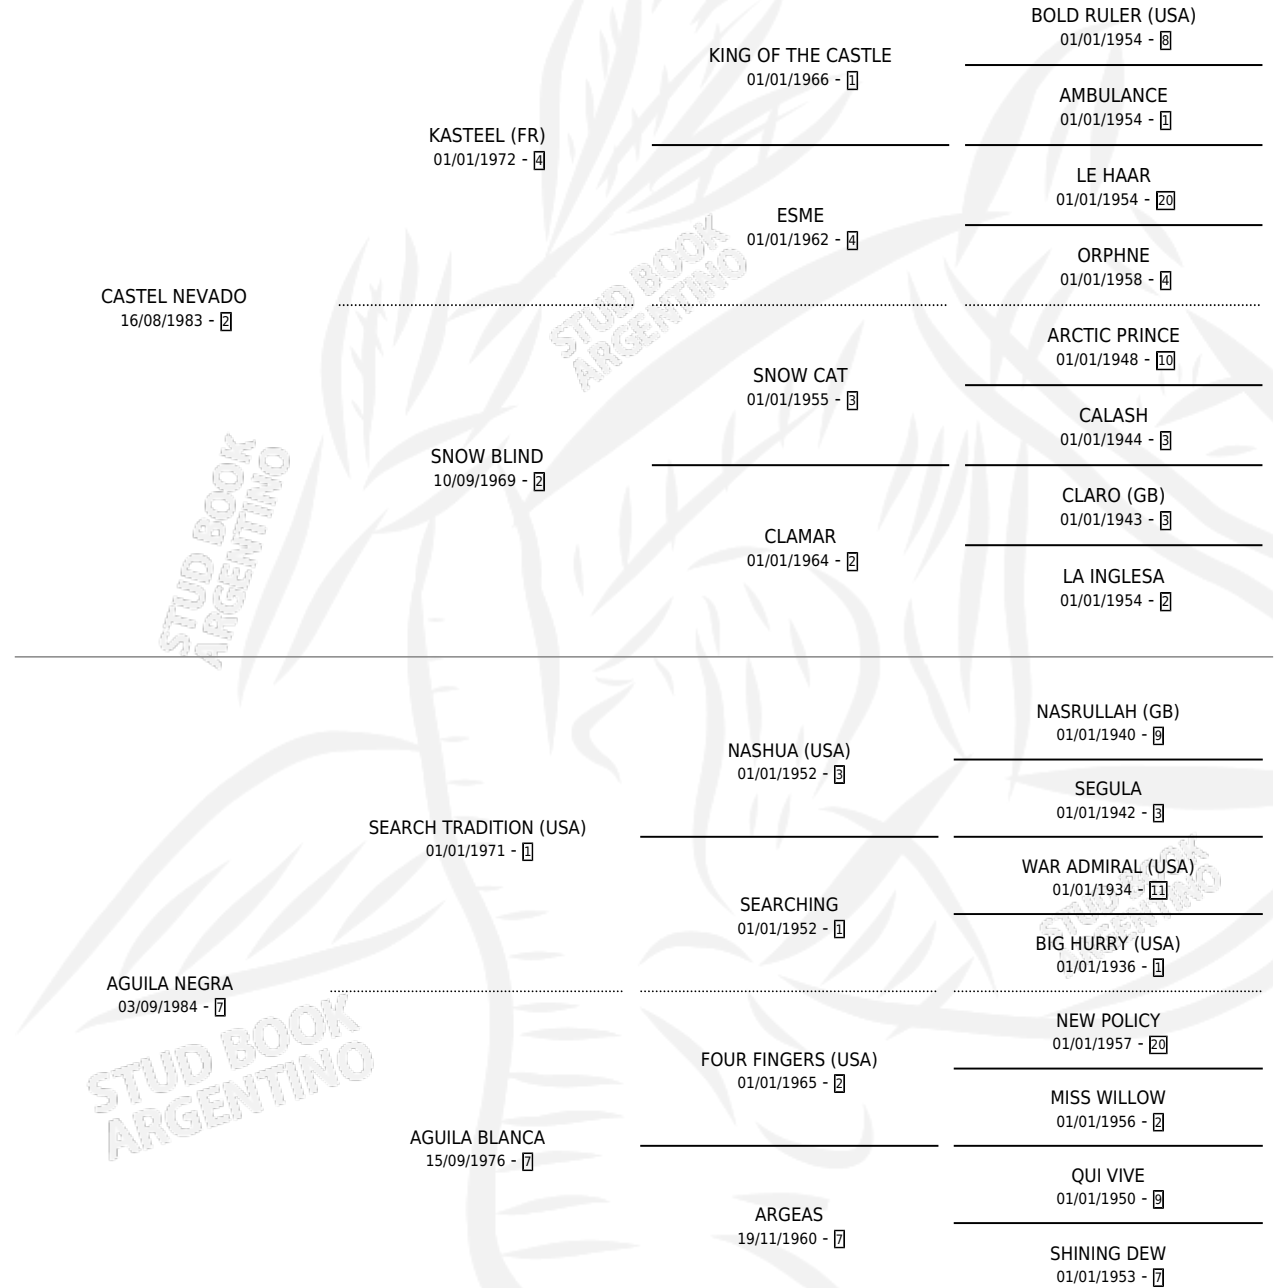 BOLD RULER (USA)
01/01/1954 - 8
KING OF THE CASTLE
01/01/1966 - 1
AMBULANCE
01/01/1954 - 1
KASTEEL (FR)
01/01/1972 - 4
LE HAAR
01/01/1954 - 20
ESME
01/01/1962 - 4
ORPHNE
01/01/1958 - 4
CASTEL NEVADO
16/08/1983 - 2
STUD BOOK
ARGENTINO
ARCTIC PRINCE
01/01/1948 - 10
SNOW CAT
01/01/1955 - 3
CALASH
01/01/1944 - 3
SNOW BLIND
10/09/1969 - 2
CLARO (GB)
01/01/1943 - 3
CLAMAR
01/01/1964 - 2
LA INGLESA
01/01/1954 - 2
STUD BOOK
ARGENTINO
NASRULLAH (GB)
01/01/1940 - 9
NASHUA (USA)
01/01/1952 - 3
SEGULA
01/01/1942 - 3
SEARCH TRADITION (USA)
01/01/1971 - 1
WAR ADMIRAL (USA)
01/01/1934 - 11
STUD BOOK
ARGENTINO
SEARCHING
01/01/1952 - 1
BIG HURRY (USA)
01/01/1936 - 1
AGUILA NEGRA
03/09/1984 - 7
STUD BOOK
ARGENTINO
NEW POLICY
01/01/1957 - 20
FOUR FINGERS (USA)
01/01/1965 - 2
MISS WILLOW
01/01/1956 - 2
AGUILA BLANCA
15/09/1976 - 7
QUI VIVE
01/01/1950 - 9
ARGEAS
19/11/1960 - 7
SHINING DEW
01/01/1953 - 7